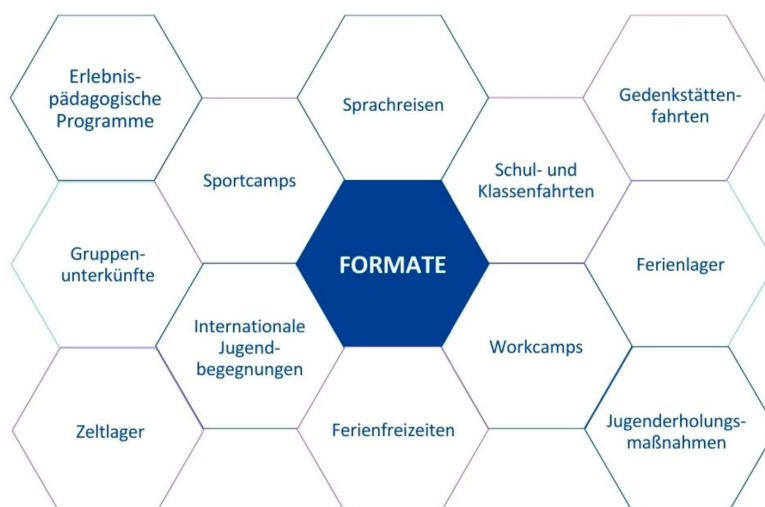 Erlebnis-
pädagogische
Programme
Sprachreisen
Gedenkstätten-
fahrten
Sportcamps
Schul- und
Klassenfahrten
Gruppen-
unterkünfte
FORMATE
Ferienlager
Internationale
Jugend-
begegnungen
Workcamps
Zeltlager
Ferienfreizeiten
Jugenderholungs-
maßnahmen